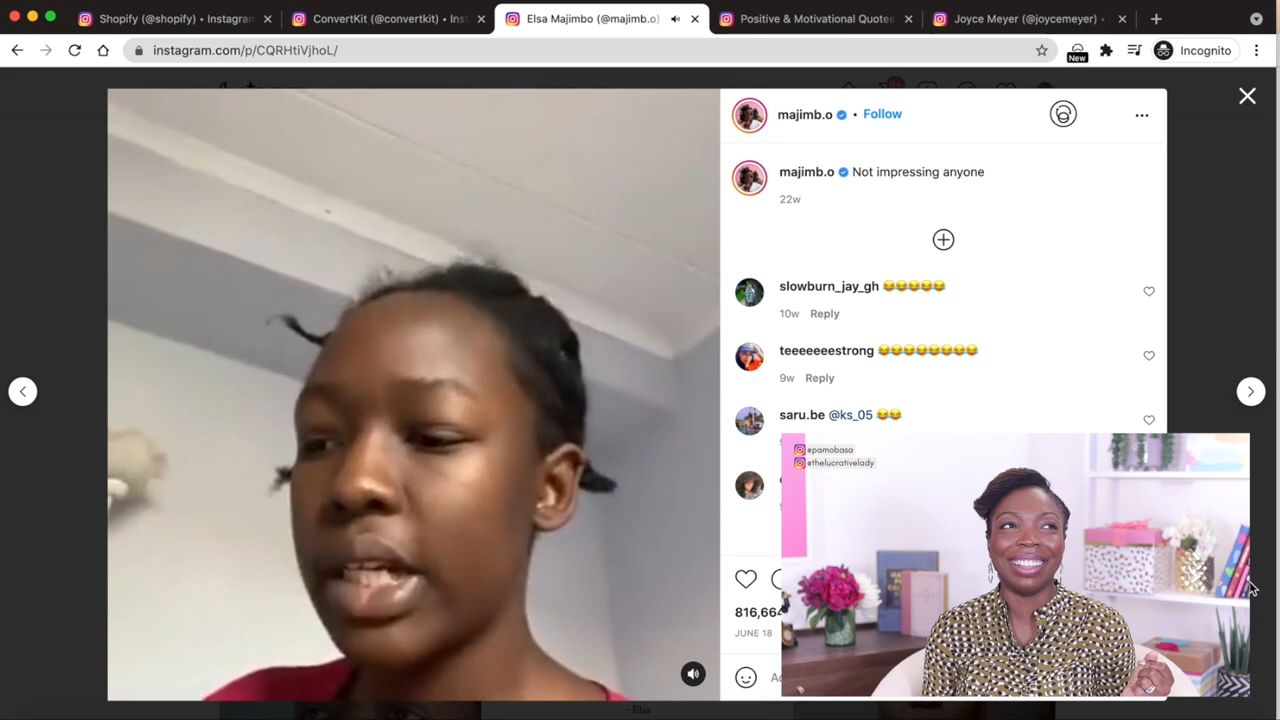 Shopify (@shopify) • Instagram
ConvertKit (@convertkit) • Inst
Elsa Majimbo (@majimb.o)
Positive & Motivational Quotes
Joyce Meyer (@joycemeyer) •
instagram.com/p/CQRHtiVjhoL/
New
Incognito
majimb.o • Follow
majimb.o Not impressing anyone
22w
slowburn_jay_gh 😂😂😂😂😂
10w Reply
teeeeeeestrong 😂😂😂😂😂😂😂😂
9w Reply
saru.be @ks_05 😂😂
@pamobasa
@thelucrativelady
816,664
JUNE 18
- Elsa